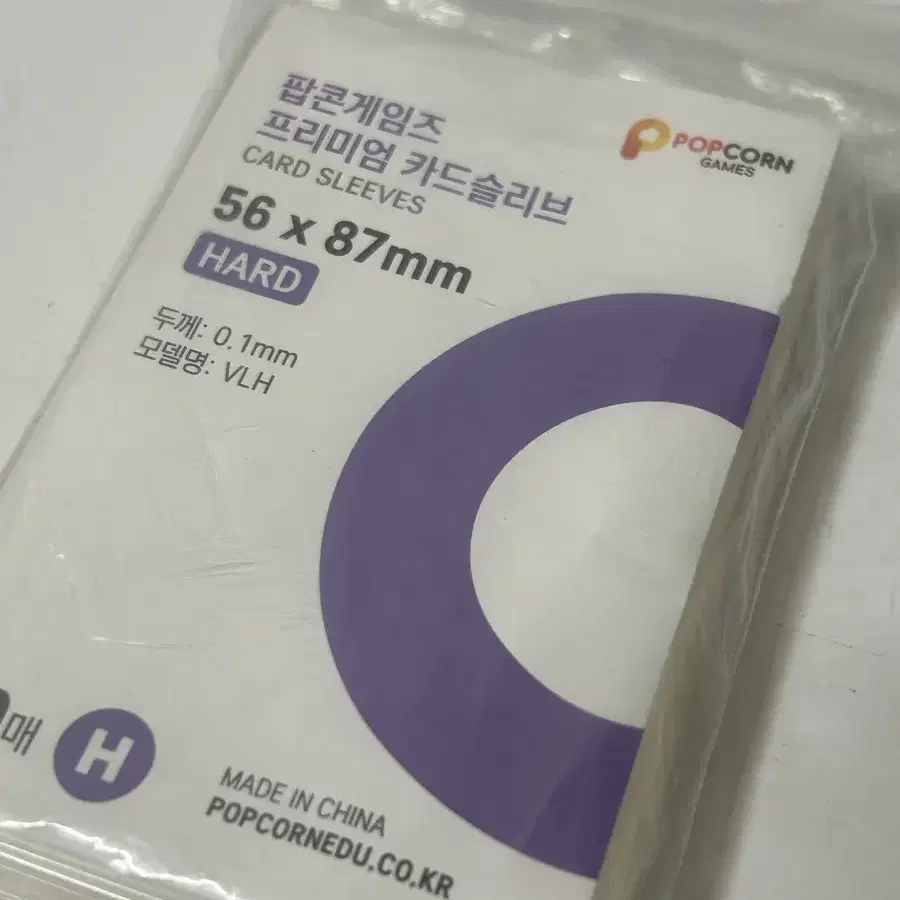 팝콘게임즈
프리미엄 카드슬리브
CARD SLEEVES
56 x 87mm
HARD
두께: 0.1mm
모델명: VLH
POPCORN
GAMES
매
H
MADE IN CHINA
POPCORNEDU.CO.KR